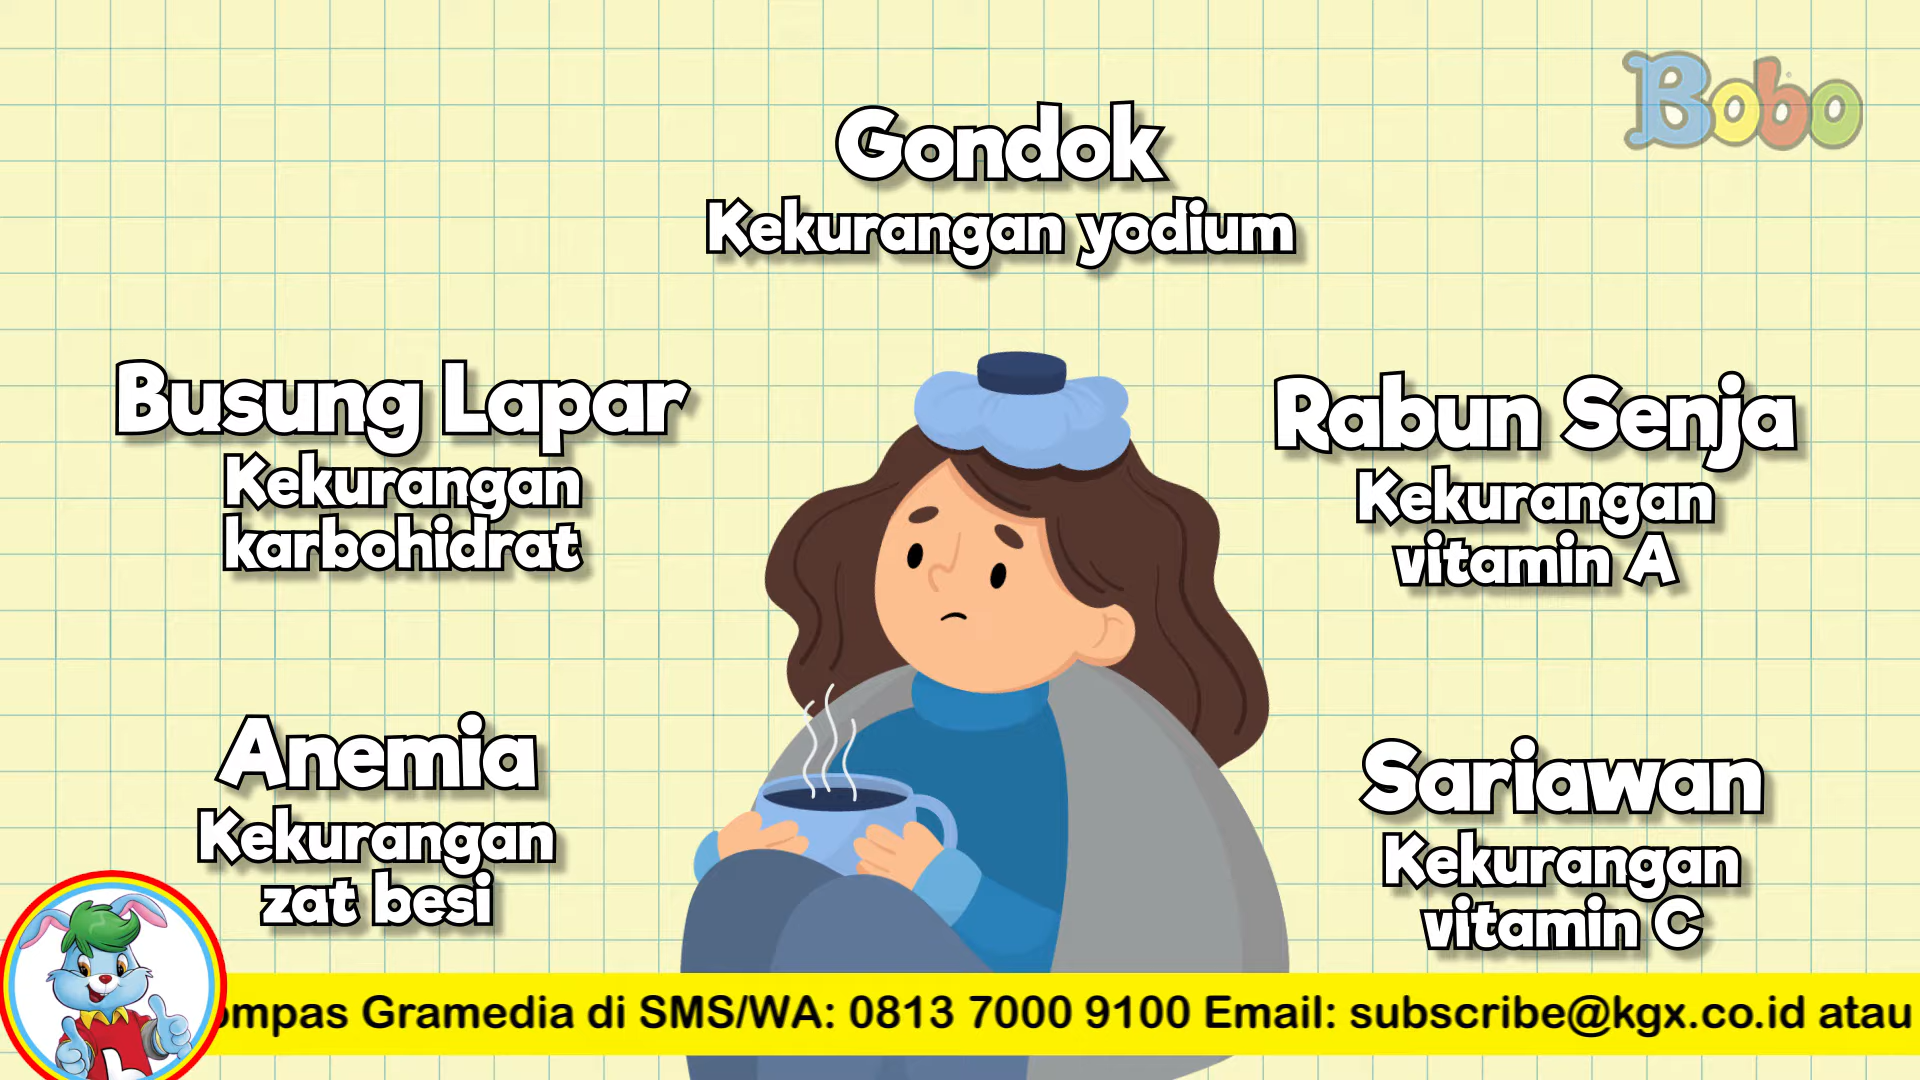 Bobo
Gondok
Kekurangan yodium
Busung Lapar
Kekurangan
karbohidrat
Rabun Senja
Kekurangan
vitamin A
Anemia
Kekurangan
zat besi
Sariawan
Kekurangan
vitamin C
ompas Gramedia di SMS/WA: 0813 7000 9100 Email: subscribe@kgx.co.id atau